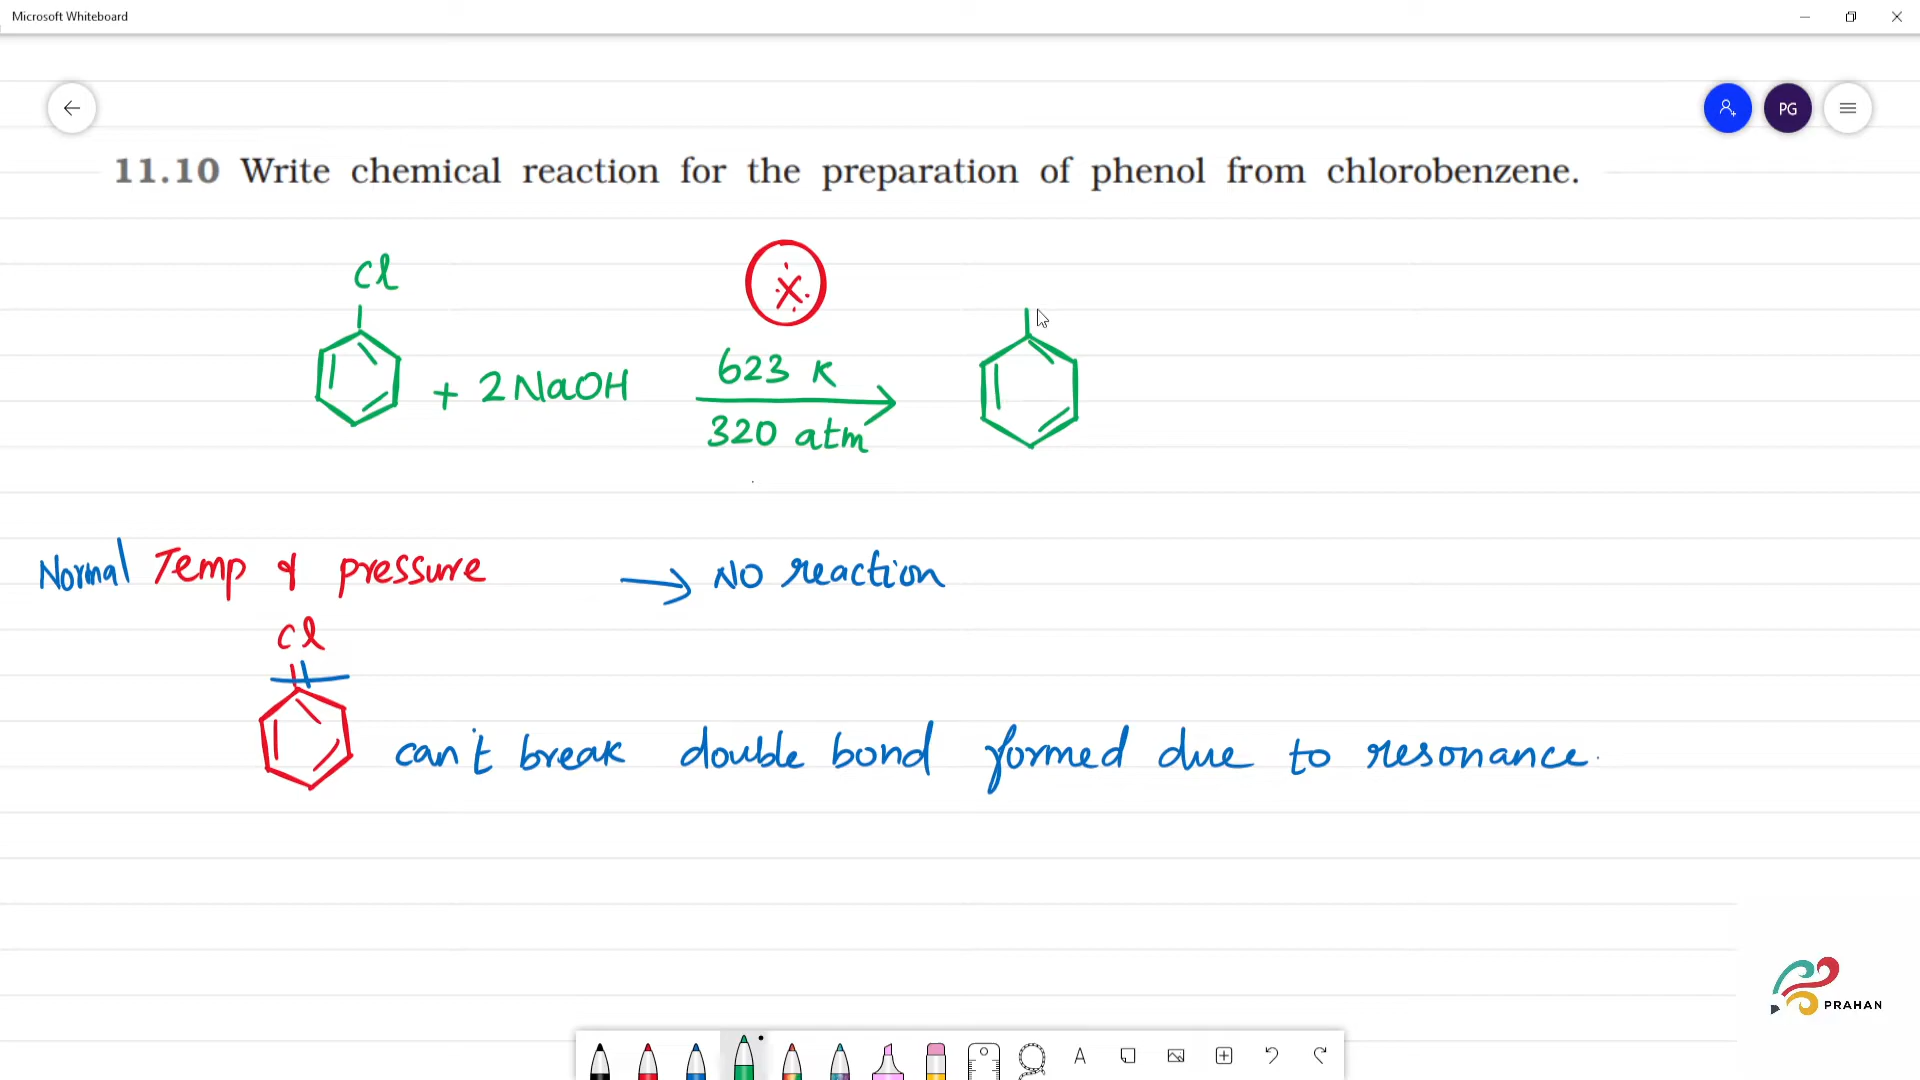 Microsoft Whiteboard
PG
11.10 Write chemical reaction for the preparation of phenol from chlorobenzene.
Cl
X
+ 2NaOH
623 K
320 atm
Normal Temp & pressure → NO reaction
Cl
can't break double bond formed due to resonance.
PRAHAN
A